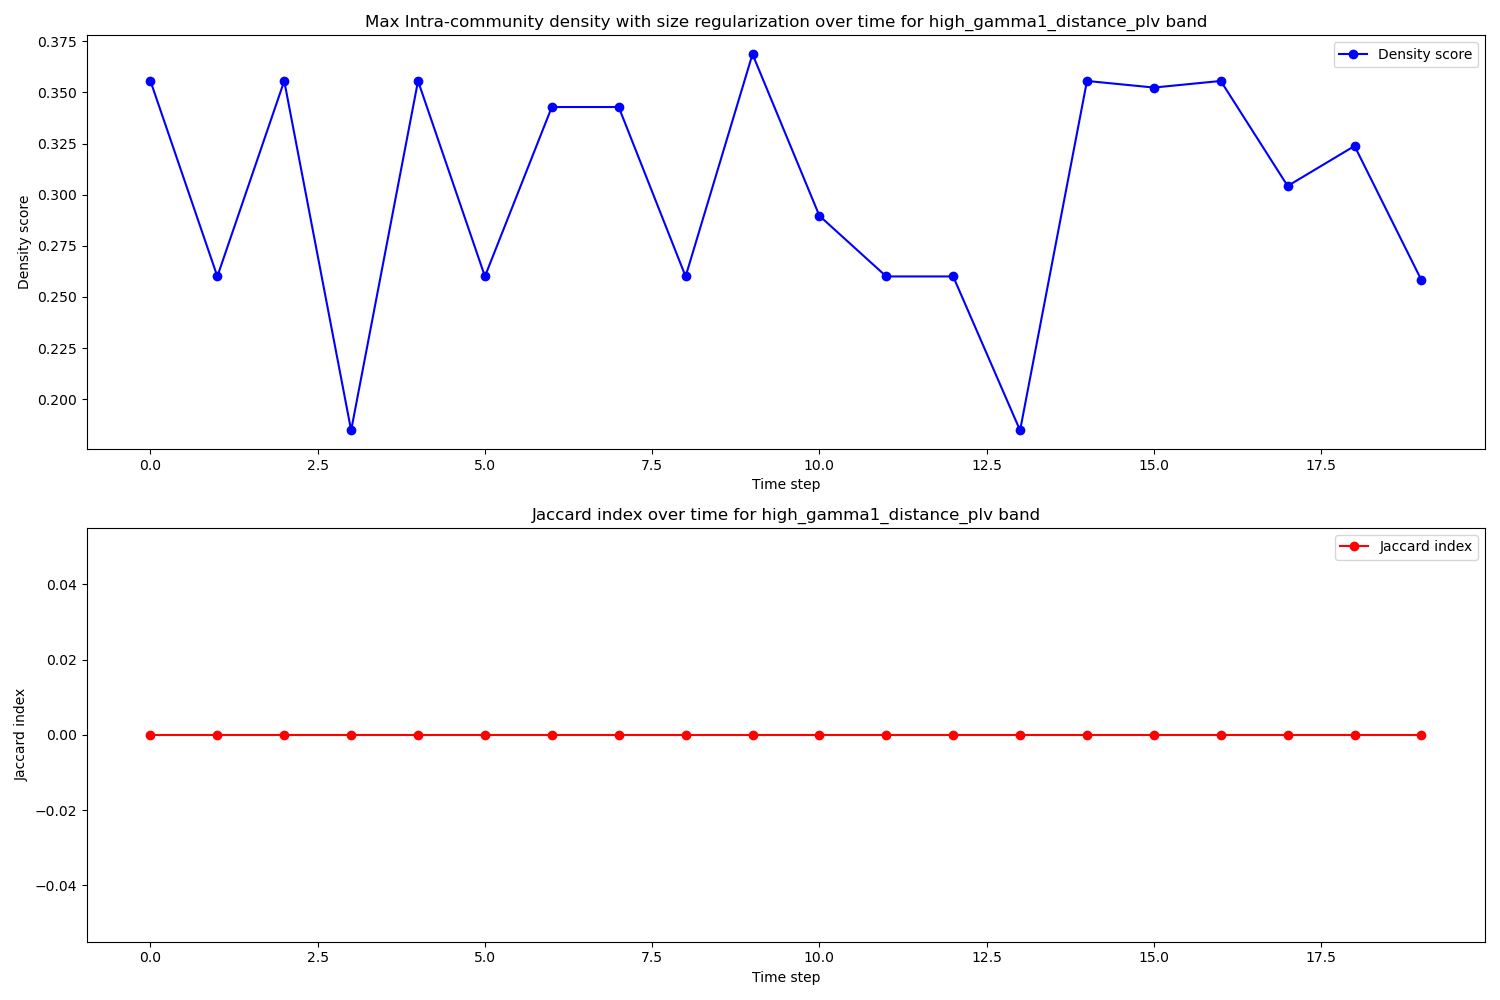 Max Intra-community density with size regularization over time for high_gamma1_distance_plv band
Density score
0.375
0.350
0.325
0.300
0.275
0.250
0.225
0.200
Density score
0.0 2.5 5.0 7.5 10.0 12.5 15.0 17.5
Time step
Jaccard index over time for high_gamma1_distance_plv band
Jaccard index
0.04
0.02
0.00
−0.02
−0.04
Jaccard index
0.0 2.5 5.0 7.5 10.0 12.5 15.0 17.5
Time step